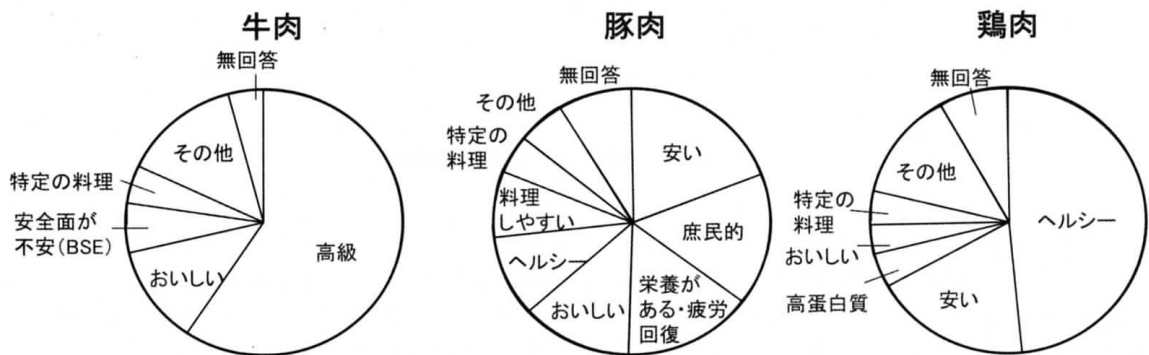 牛肉
無回答
その他
特定の料理
安全面が
不安(BSE)
おいしい
高級
豚肉
無回答
その他
特定の
料理
料理
しやすい
ヘルシー
おいしい
栄養が
ある・疲労
回復
庶民的
安い
鶏肉
無回答
その他
特定の
料理
おいしい
高蛋白質
安い
ヘルシー